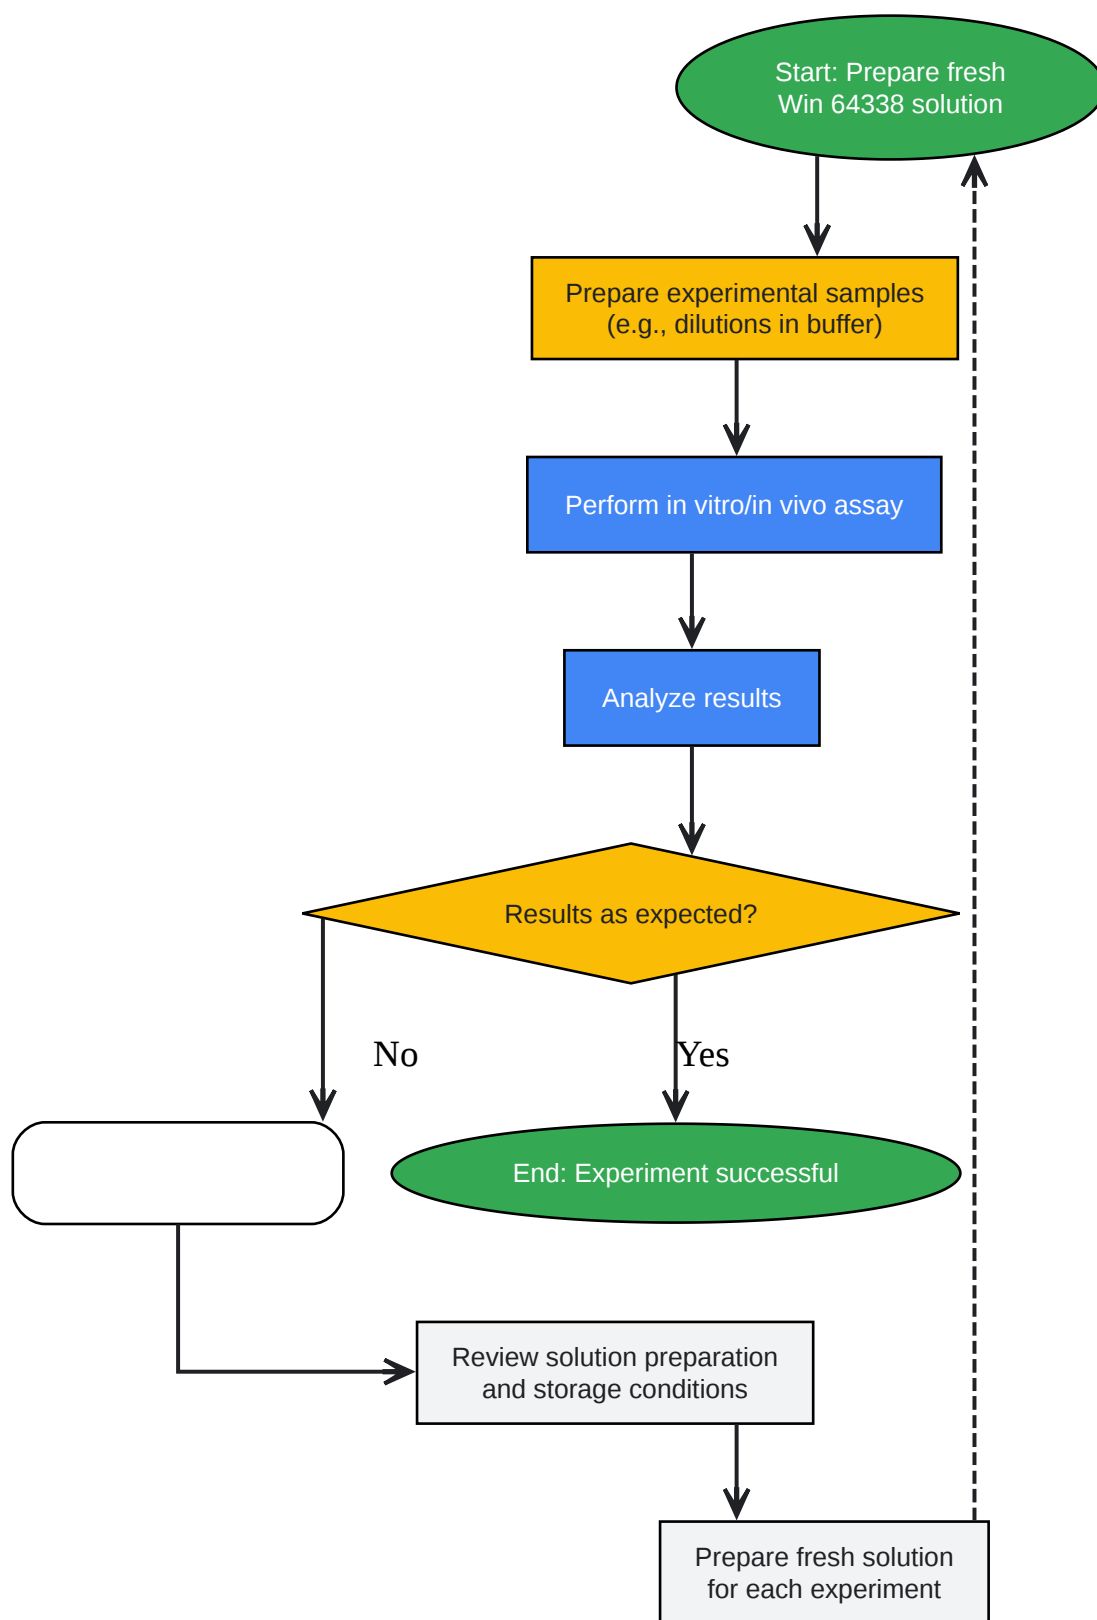 Start: Prepare fresh
Win 64338 solution
Prepare experimental samples
(e.g., dilutions in buffer)
Perform in vitro/in vivo assay
Analyze results
Results as expected?
No
Yes
End: Experiment successful
Review solution preparation
and storage conditions
Prepare fresh solution
for each experiment